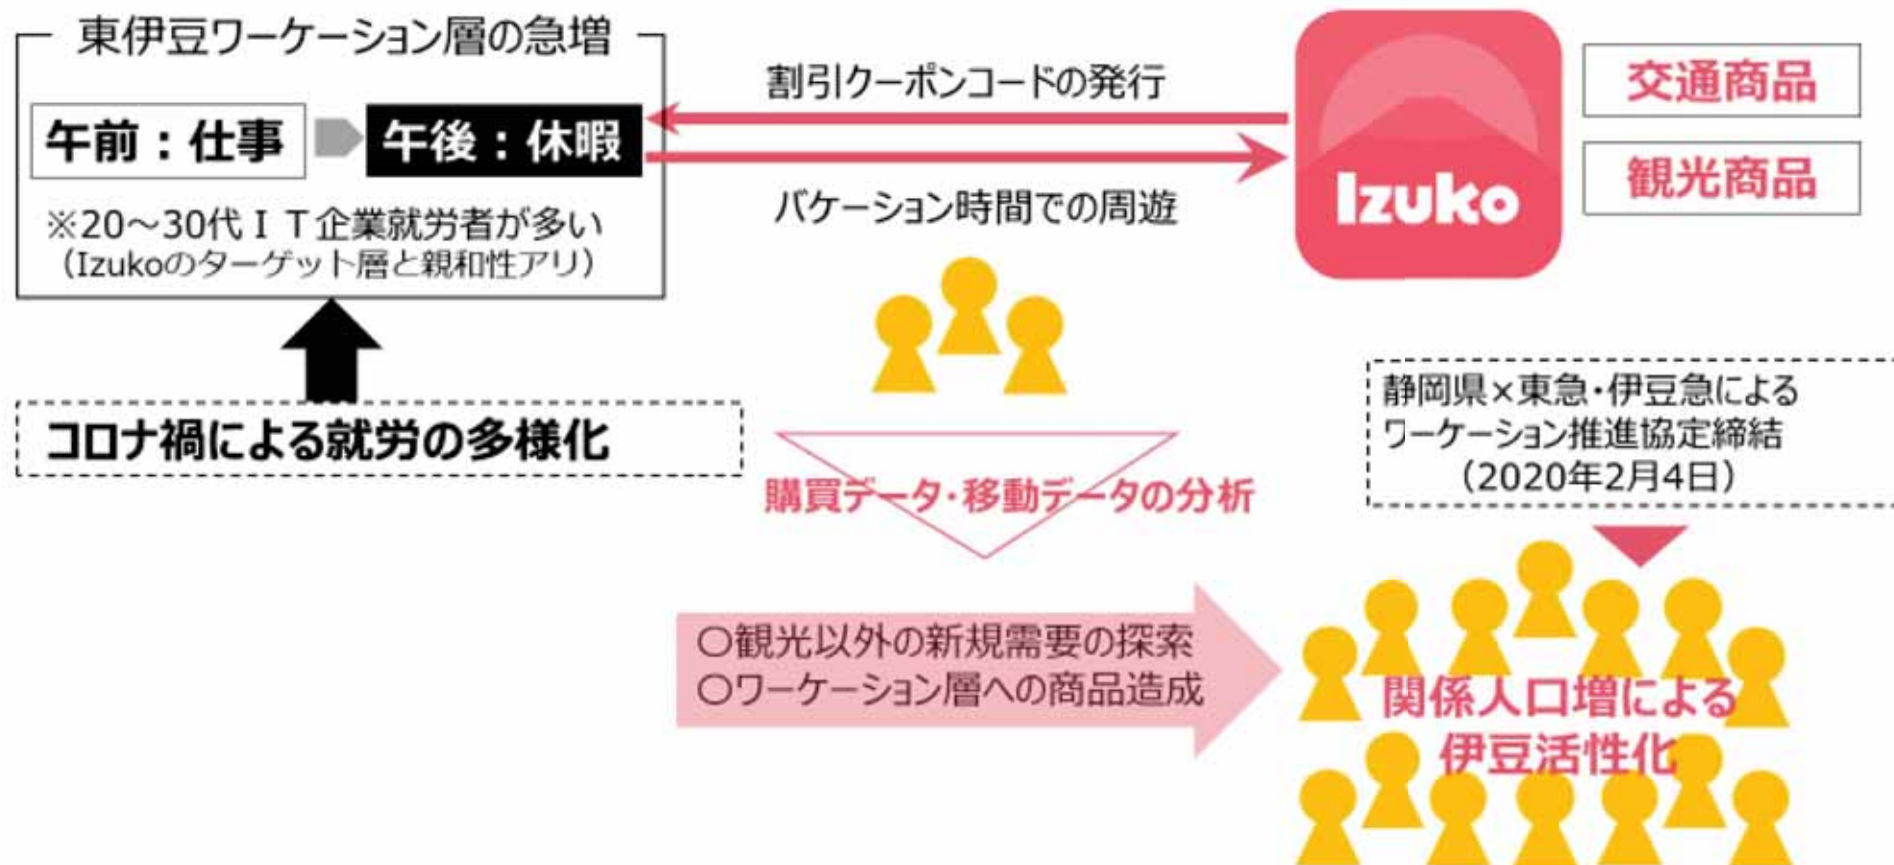 東伊豆ワーケーション層の急増
午前：仕事
午後：休暇
※20～30代ＩＴ企業就労者が多い
（Izukoのターゲット層と親和性アリ）
割引クーポンコードの発行
バケーション時間での周遊
Izuko
交通商品
観光商品
コロナ禍による就労の多様化
購買データ・移動データの分析
静岡県×東急・伊豆急による
ワーケーション推進協定締結
（2020年2月4日）
〇観光以外の新規需要の探索
〇ワーケーション層への商品造成
関係人口増による
伊豆活性化